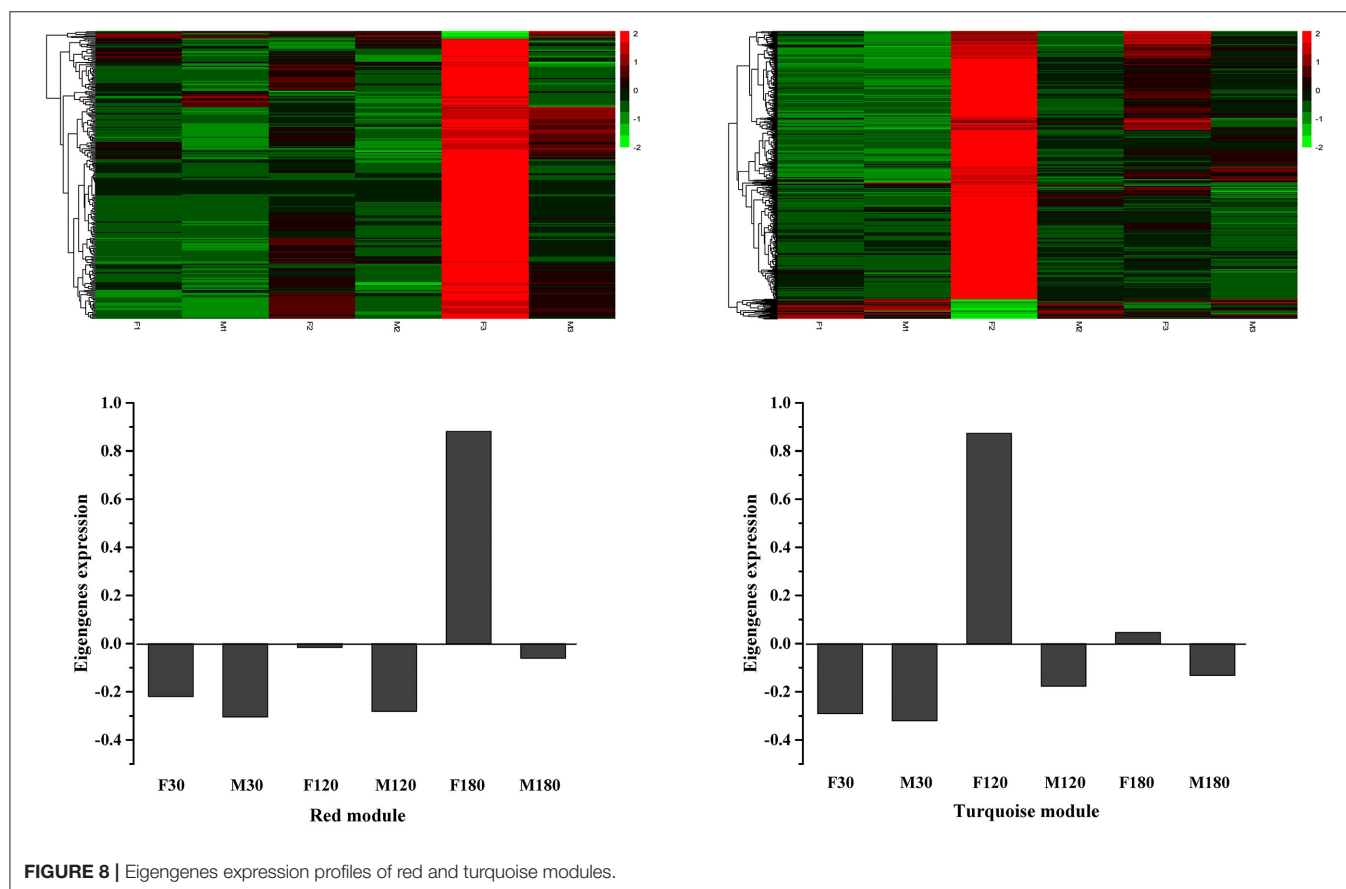 2
1
0
-1
-2
F1 M1 F2 M2 F3 M3
2
1
0
-1
-2
F1 M1 F2 M2 F3 M3
Eigengenes expression
1.0
0.8
0.6
0.4
0.2
0.0
-0.2
-0.4
F30 M30 F120 M120 F180 M180
Red module
Eigengenes expression
1.0
0.8
0.6
0.4
0.2
0.0
-0.2
-0.4
F30 M30 F120 M120 F180 M180
Turquoise module
FIGURE 8 | Eigengenes expression profiles of red and turquoise modules.